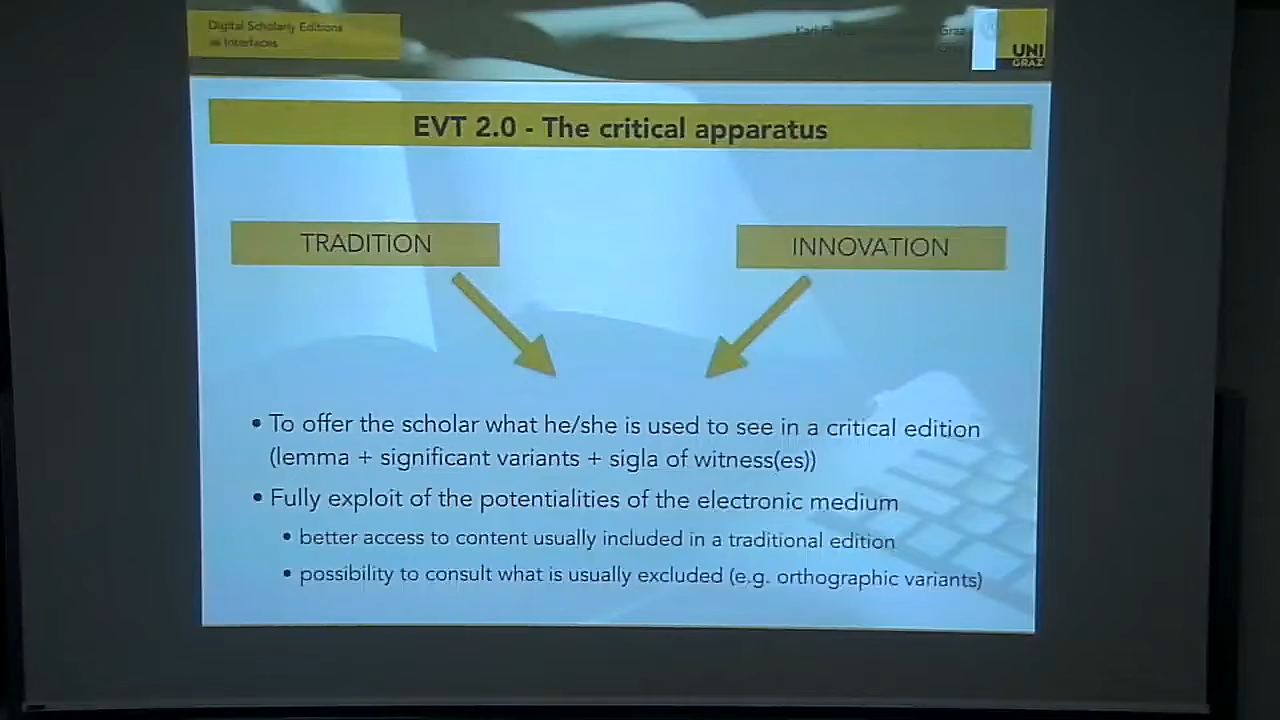 Digital Scholarly Editions
as Interfaces
Graz
UNI
GRAZ
EVT 2.0 - The critical apparatus
TRADITION
INNOVATION
• To offer the scholar what he/she is used to see in a critical edition
(lemma + significant variants + sigla of witness(es))
• Fully exploit of the potentialities of the electronic medium
• better access to content usually included in a traditional edition
• possibility to consult what is usually excluded (e.g. orthographic variants)